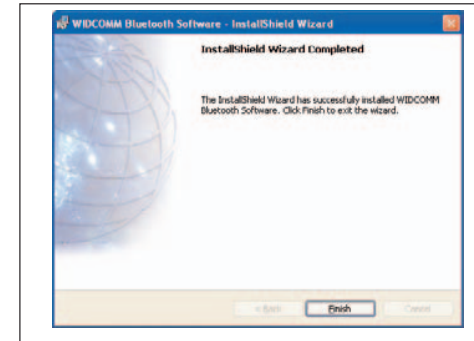 WIDCOMM Bluetooth Software - InstallShield Wizard
InstallShield Wizard Completed
The InstallShield Wizard has successfully installed WIDCOMM
Bluetooth Software. Click Finish to exit the wizard.
< Back Finish Cancel